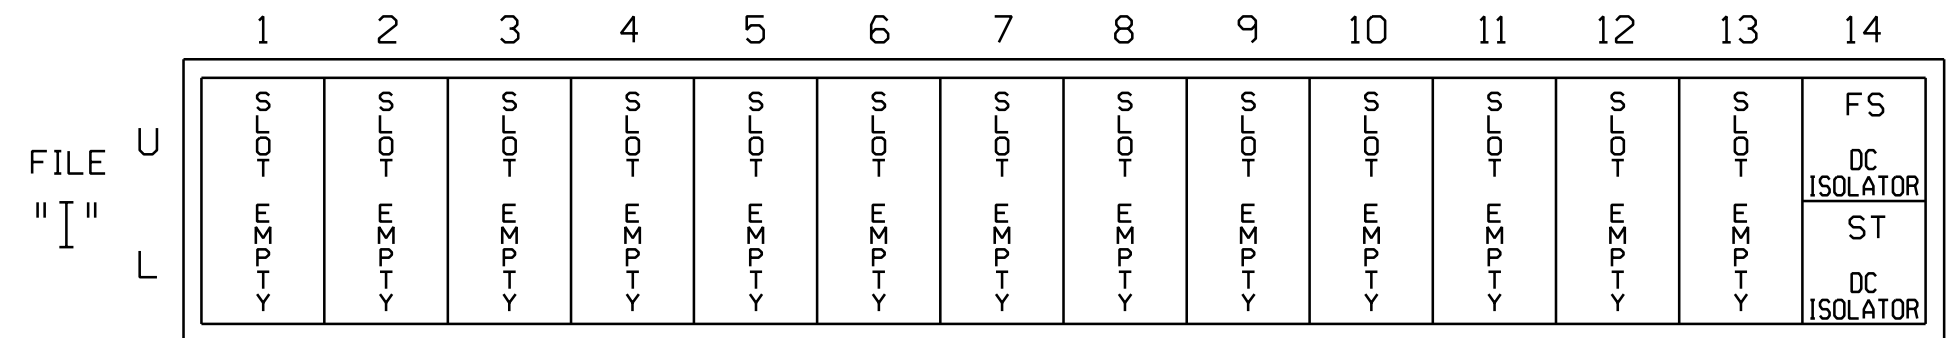 1 2 3 4 5 6 7 8 9 10 11 12 13 14
FILE
"I"
U
L
SLOT EMPTY
SLOT EMPTY
SLOT EMPTY
SLOT EMPTY
SLOT EMPTY
SLOT EMPTY
SLOT EMPTY
SLOT EMPTY
SLOT EMPTY
SLOT EMPTY
SLOT EMPTY
SLOT EMPTY
SLOT EMPTY
FS
DC
ISOLATOR
ST
DC
ISOLATOR